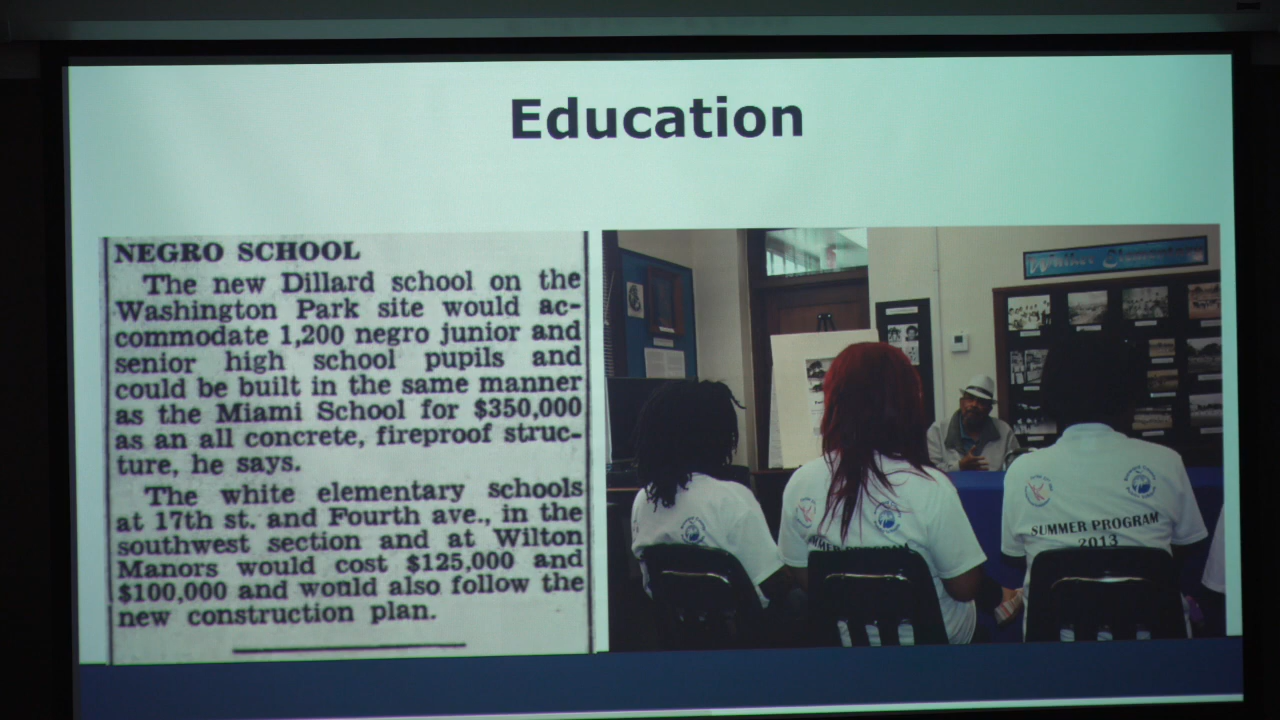 Education
NEGRO SCHOOL
The new Dillard school on the
Washington Park site would ac-
commodate 1,200 negro junior and
senior high school pupils and
could be built in the same manner
as the Miami School for $350,000
as an all concrete, fireproof struc-
ture, he says.
The white elementary schools
at 17th st. and Fourth ave., in the
southwest section and at Wilton
Manors would cost $125,000 and
$100,000 and would also follow the
new construction plan.
Walker Elementary
SUMMER PROGRAM
2013